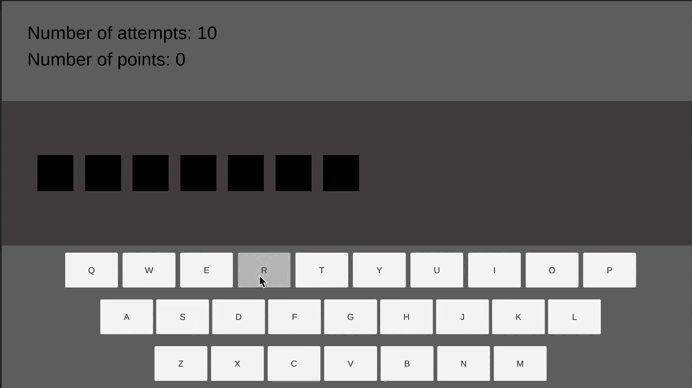 Number of attempts: 10
Number of points: 0
Q W E R T Y U I O P
A S D F G H J K L
Z X C V B N M